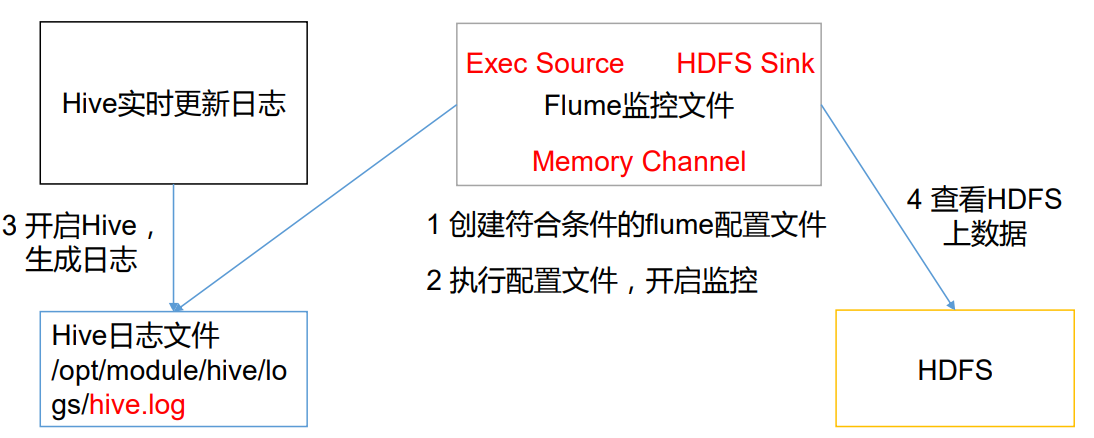 Hive实时更新日志
Exec Source
HDFS Sink
Flume监控文件
Memory Channel
3 开启Hive，
生成日志
1 创建符合条件的flume配置文件
2 执行配置文件，开启监控
4 查看HDFS
上数据
Hive日志文件
/opt/module/hive/lo
gs/hive.log
HDFS